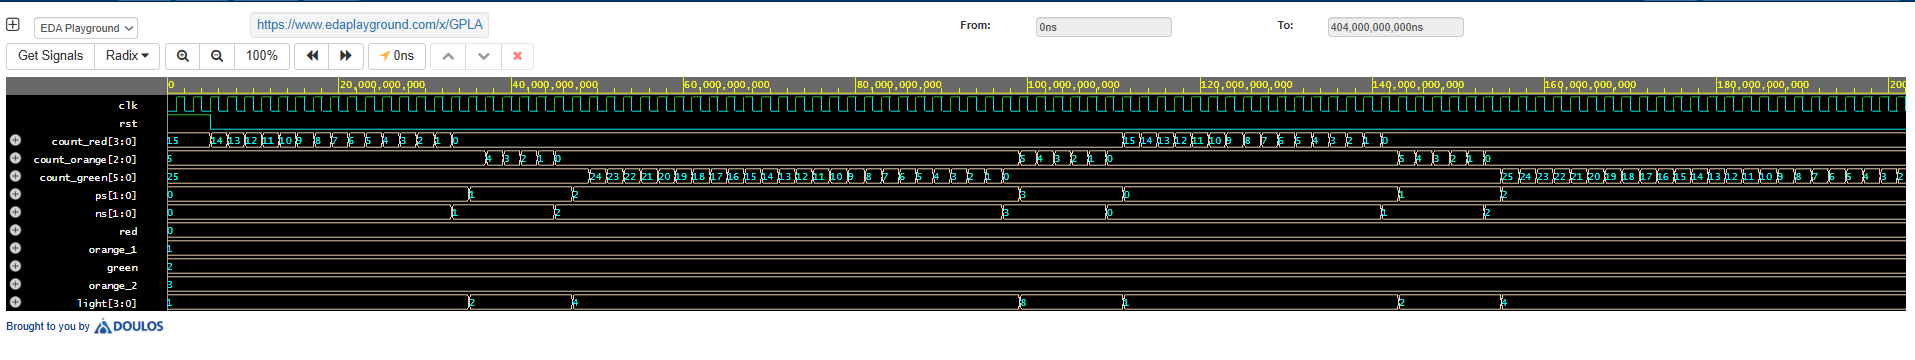 EDA Playground https://www.edaplayground.com/x/GPLA From: 0ns To: 404,000,000,000ns
Get Signals Radix 100% 0ns
0 20,000,000,000 40,000,000,000 60,000,000,000 80,000,000,000 100,000,000,000 120,000,000,000 140,000,000,000 160,000,000,000 180,000,000,000 200
clk
rst
count_red[3:0] 15 14 13 12 11 10 9 8 7 6 5 4 3 2 1 0 15 14 13 12 11 10 9 8 7 6 5 4 3 2 1 0
count_orange[2:0] 5 4 3 2 1 0 5 4 3 2 1 0 5 4 3 2 1 0
count_green[5:0] 25 24 23 22 21 20 19 18 17 16 15 14 13 12 11 10 9 8 7 6 5 4 3 2 1 0 25 24 23 22 21 20 19 18 17 16 15 14 13 12 11 10 9 8 7 6 5 4 3 2
ps[1:0] 0 1 2 3 0 1 2
ns[1:0] 0 1 2 3 0 1 2
red 0
orange_1 1
green 2
orange_2 3
light[3:0] 1 2 4 8 1 2 4
Brought to you by DOULOS